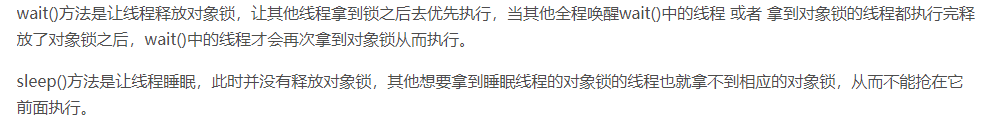 wait()方法是让线程释放对象锁，让其他线程拿到锁之后去优先执行，当其他全程唤醒wait()中的线程 或者 拿到对象锁的线程都执行完释
放了对象锁之后，wait()中的线程才会再次拿到对象锁从而执行。
sleep()方法是让线程睡眠，此时并没有释放对象锁，其他想要拿到睡眠线程的对象锁的线程也就拿不到相应的对象锁，从而不能抢在它
前面执行。